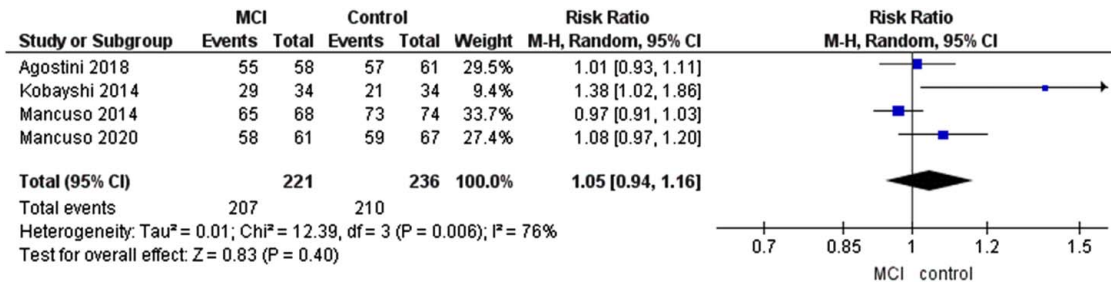 MCI Control Risk Ratio Risk Ratio
Study or Subgroup Events Total Events Total Weight M-H, Random, 95% CI M-H, Random, 95% CI
Agostini 2018 55 58 57 61 29.5% 1.01 [0.93, 1.11]
Kobayshi 2014 29 34 21 34 9.4% 1.38 [1.02, 1.86]
Mancuso 2014 65 68 73 74 33.7% 0.97 [0.91, 1.03]
Mancuso 2020 58 61 59 67 27.4% 1.08 [0.97, 1.20]
Total (95% CI) 221 236 100.0% 1.05 [0.94, 1.16]
Total events 207 210
Heterogeneity: Tau² = 0.01; Chi² = 12.39, df = 3 (P = 0.006); I² = 76%
Test for overall effect: Z = 0.83 (P = 0.40)
0.7 0.85 1 1.2 1.5
MCI control